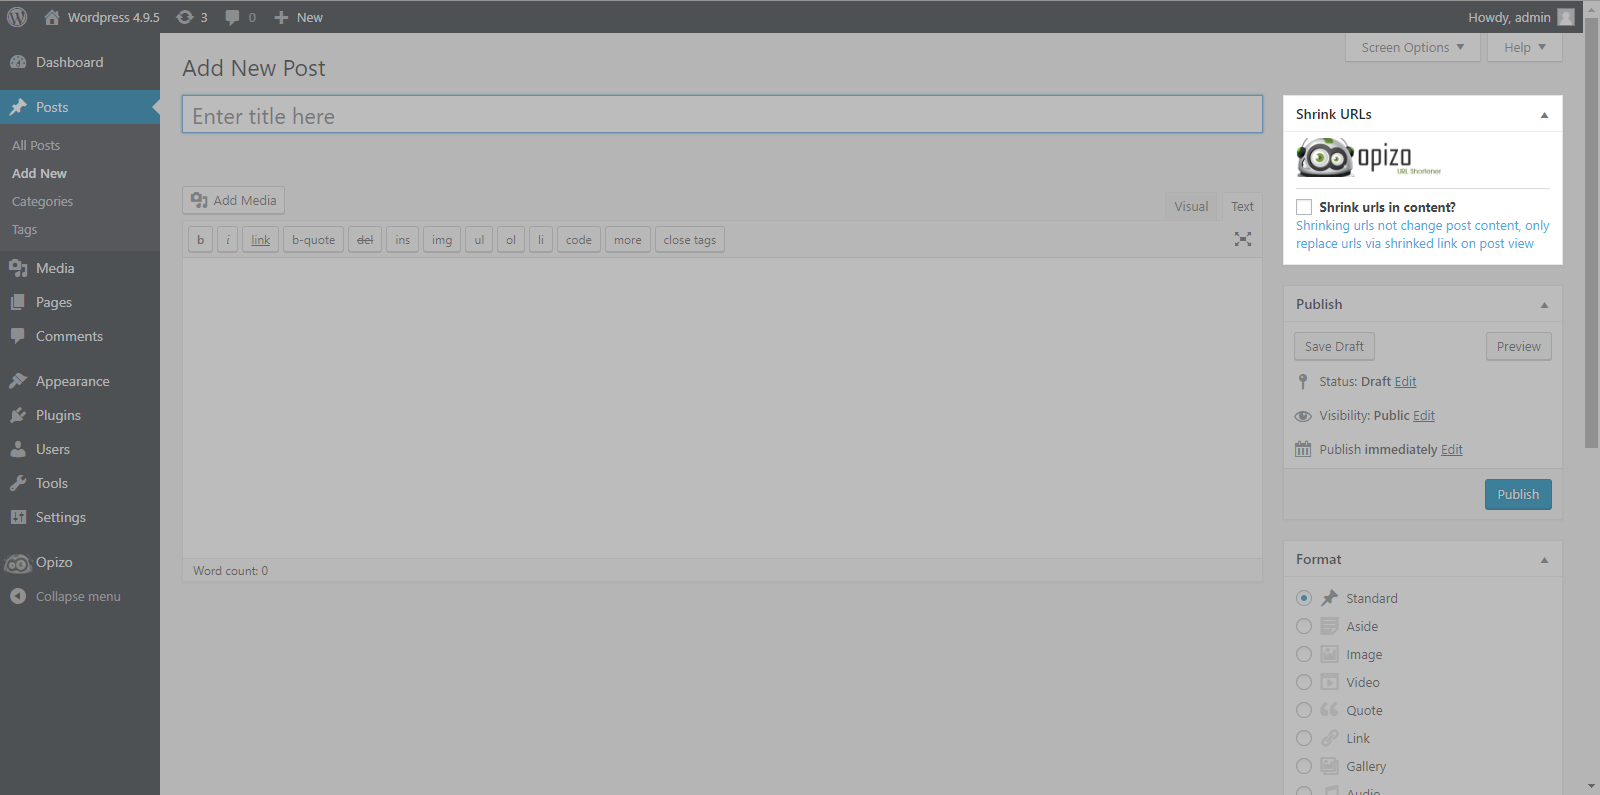 Wordpress 4.9.5 3 0 New Howdy, admin
Screen Options Help
Dashboard
Posts
All Posts
Add New
Categories
Tags
Media
Pages
Comments
Appearance
Plugins
Users
Tools
Settings
Opizo
Collapse menu
Add New Post
Enter title here
Add Media
Visual Text
b i link b-quote del ins img ul ol li code more close tags
Word count: 0
Shrink URLs
opizo
URL Shortener
Shrink urls in content?
Shrinking urls not change post content, only
replace urls via shrinked link on post view
Publish
Save Draft Preview
Status: Draft Edit
Visibility: Public Edit
Publish immediately Edit
Publish
Format
Standard
Aside
Image
Video
Quote
Link
Gallery
Audio